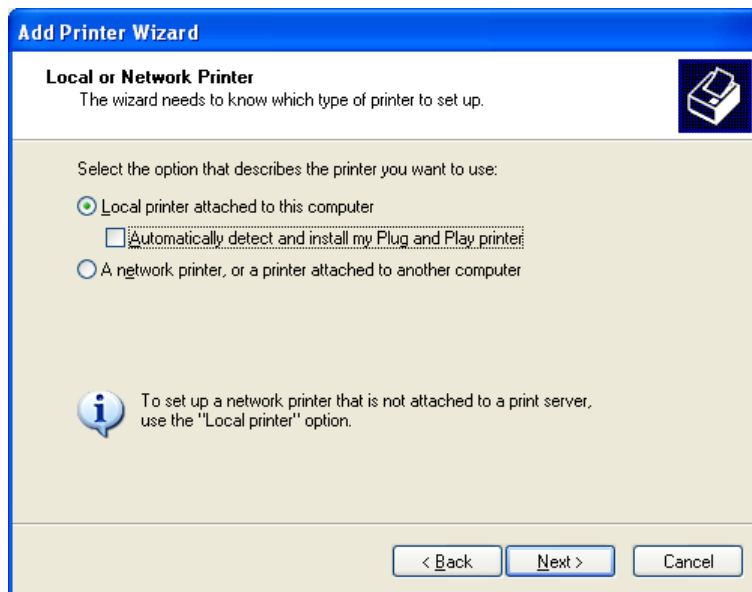 Add Printer Wizard
Local or Network Printer
The wizard needs to know which type of printer to set up.
Select the option that describes the printer you want to use:
Local printer attached to this computer
Automatically detect and install my Plug and Play printer
A network printer, or a printer attached to another computer
To set up a network printer that is not attached to a print server,
use the "Local printer" option.
< Back Next > Cancel